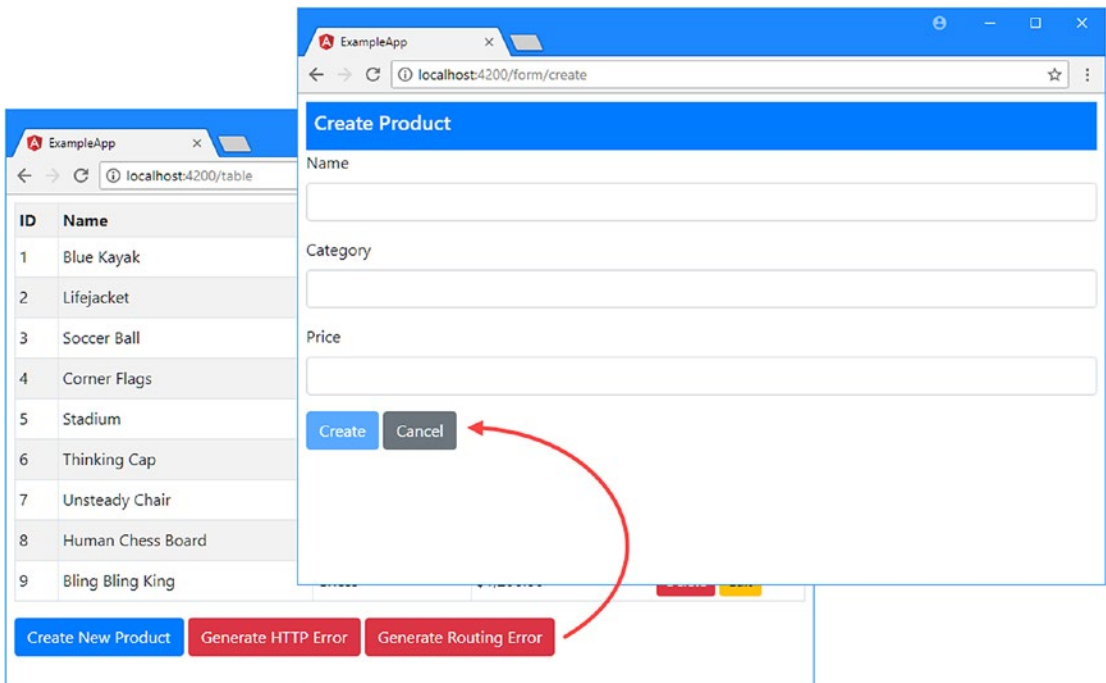 ExampleApp
localhost:4200/form/create
Create Product
Name
Category
Price
Create Cancel
ExampleApp
localhost:4200/table
ID Name
1 Blue Kayak
2 Lifejacket
3 Soccer Ball
4 Corner Flags
5 Stadium
6 Thinking Cap
7 Unsteady Chair
8 Human Chess Board
9 Bling Bling King
Create New Product Generate HTTP Error Generate Routing Error